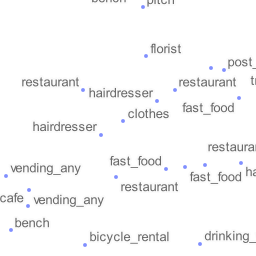 pitch
florist
post_
restaurant
restaurant
hairdresser
fast_food
clothes
hairdresser
restaurant
fast_food
vending_any
fast_food
restaurant
cafe
vending_any
bench
bicycle_rental
drinking_